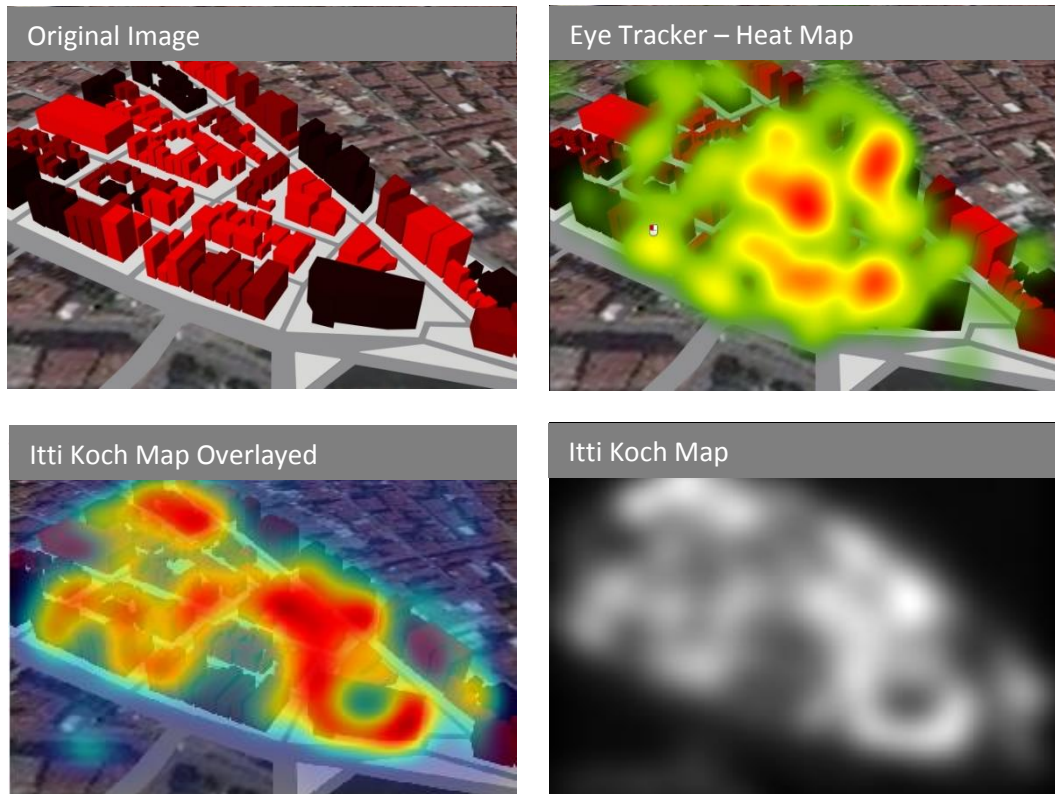 Original Image
Eye Tracker – Heat Map
Itti Koch Map Overlayed
Itti Koch Map